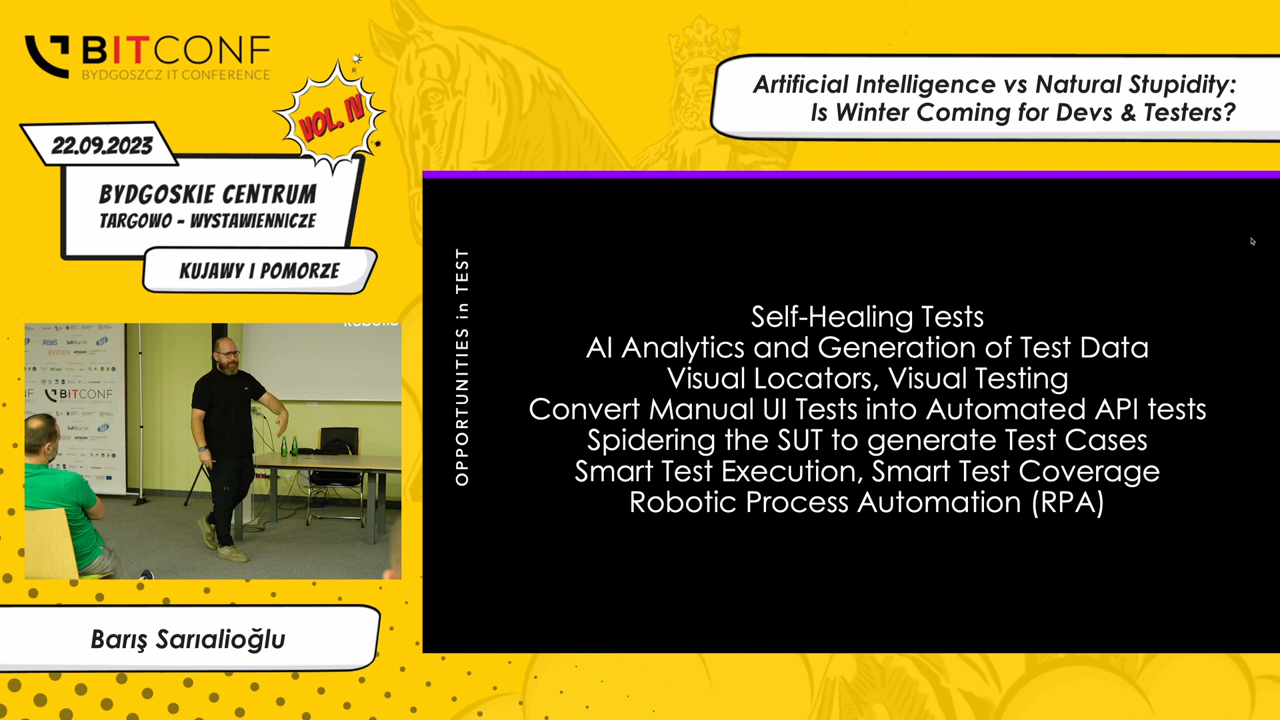 BITCONF
BYDGOSZCZ IT CONFERENCE
VOL. IV
22.09.2023
BYDGOSKIE CENTRUM
TARGOWO - WYSTAWIENNICZE
KUJAWY I POMORZE
Artificial Intelligence vs Natural Stupidity:
Is Winter Coming for Devs & Testers?
OPPORTUNITIES in TEST
Self-Healing Tests
AI Analytics and Generation of Test Data
Visual Locators, Visual Testing
Convert Manual UI Tests into Automated API tests
Spidering the SUT to generate Test Cases
Smart Test Execution, Smart Test Coverage
Robotic Process Automation (RPA)
BITCONF
Barış Sarıalioğlu